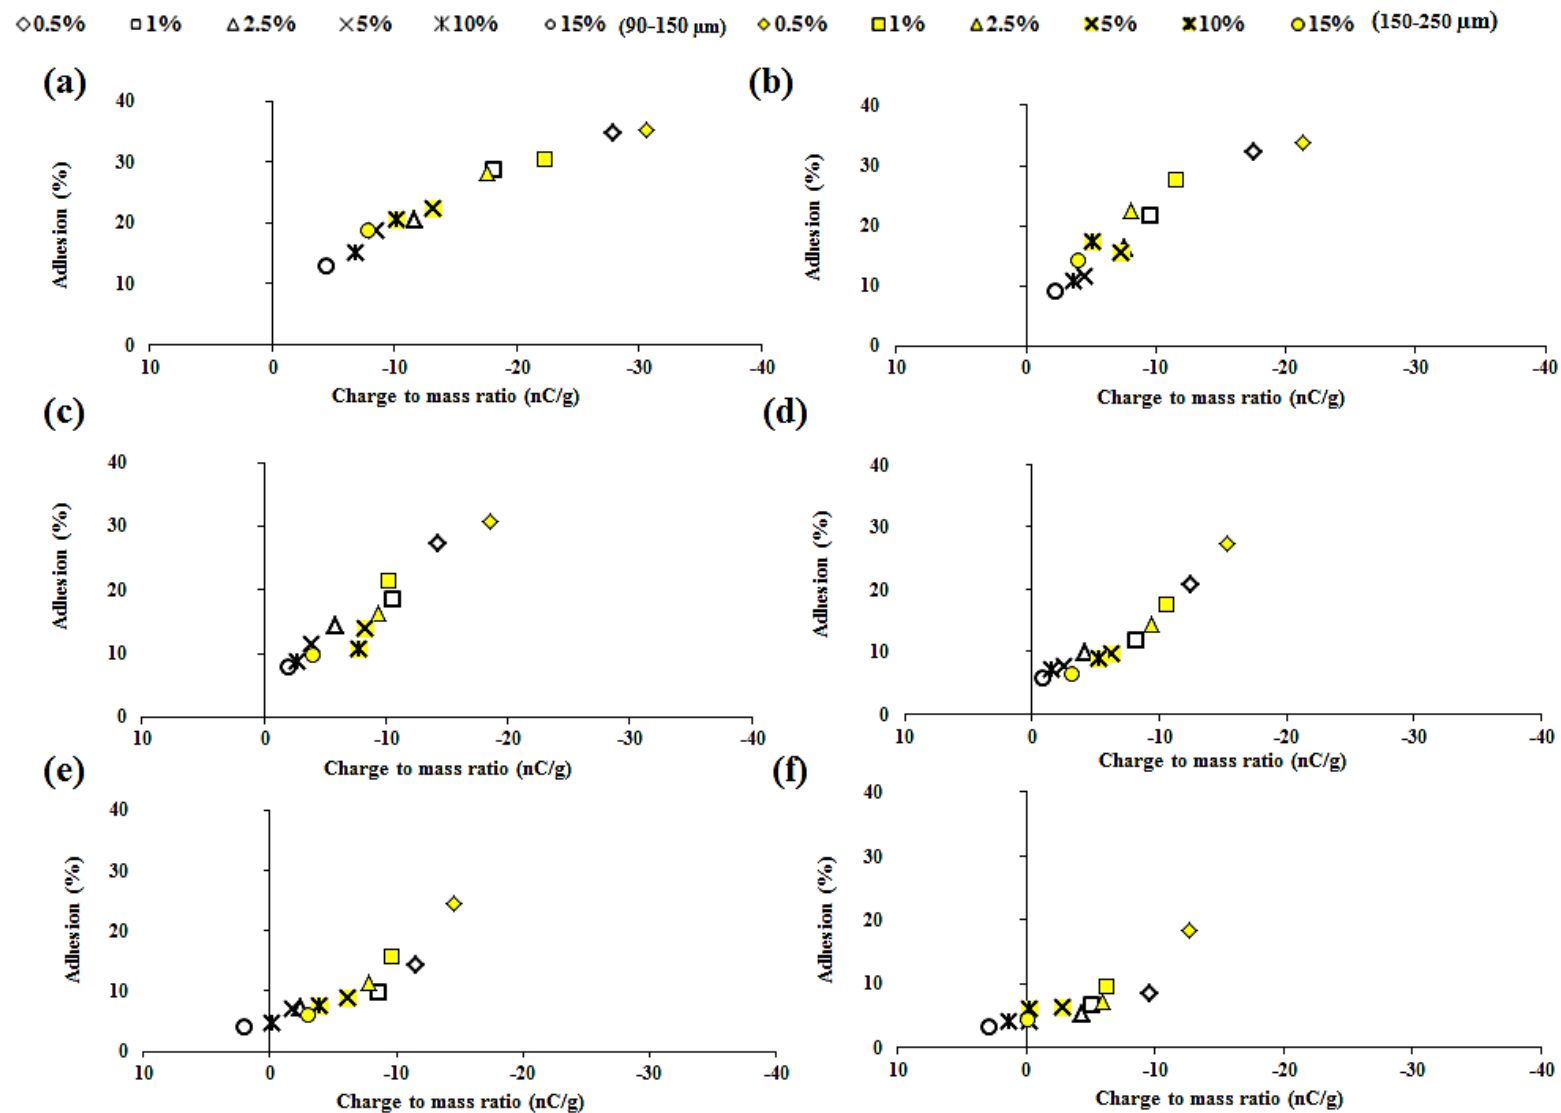 0.5% 1% 2.5% 5% 10% 15% (90-150 µm) 0.5% 1% 2.5% 5% 10% 15% (150-250 µm)
(a)
40
30
20
10
0
Adhesion (%)
10 0 -10 -20 -30 -40
Charge to mass ratio (nC/g)
(b)
40
30
20
10
0
Adhesion (%)
10 0 -10 -20 -30 -40
Charge to mass ratio (nC/g)
(c)
40
30
20
10
0
Adhesion (%)
10 0 -10 -20 -30 -40
Charge to mass ratio (nC/g)
(d)
40
30
20
10
0
Adhesion (%)
10 0 -10 -20 -30 -40
Charge to mass ratio (nC/g)
(e)
40
30
20
10
0
Adhesion (%)
10 0 -10 -20 -30 -40
Charge to mass ratio (nC/g)
(f)
40
30
20
10
0
Adhesion (%)
10 0 -10 -20 -30 -40
Charge to mass ratio (nC/g)